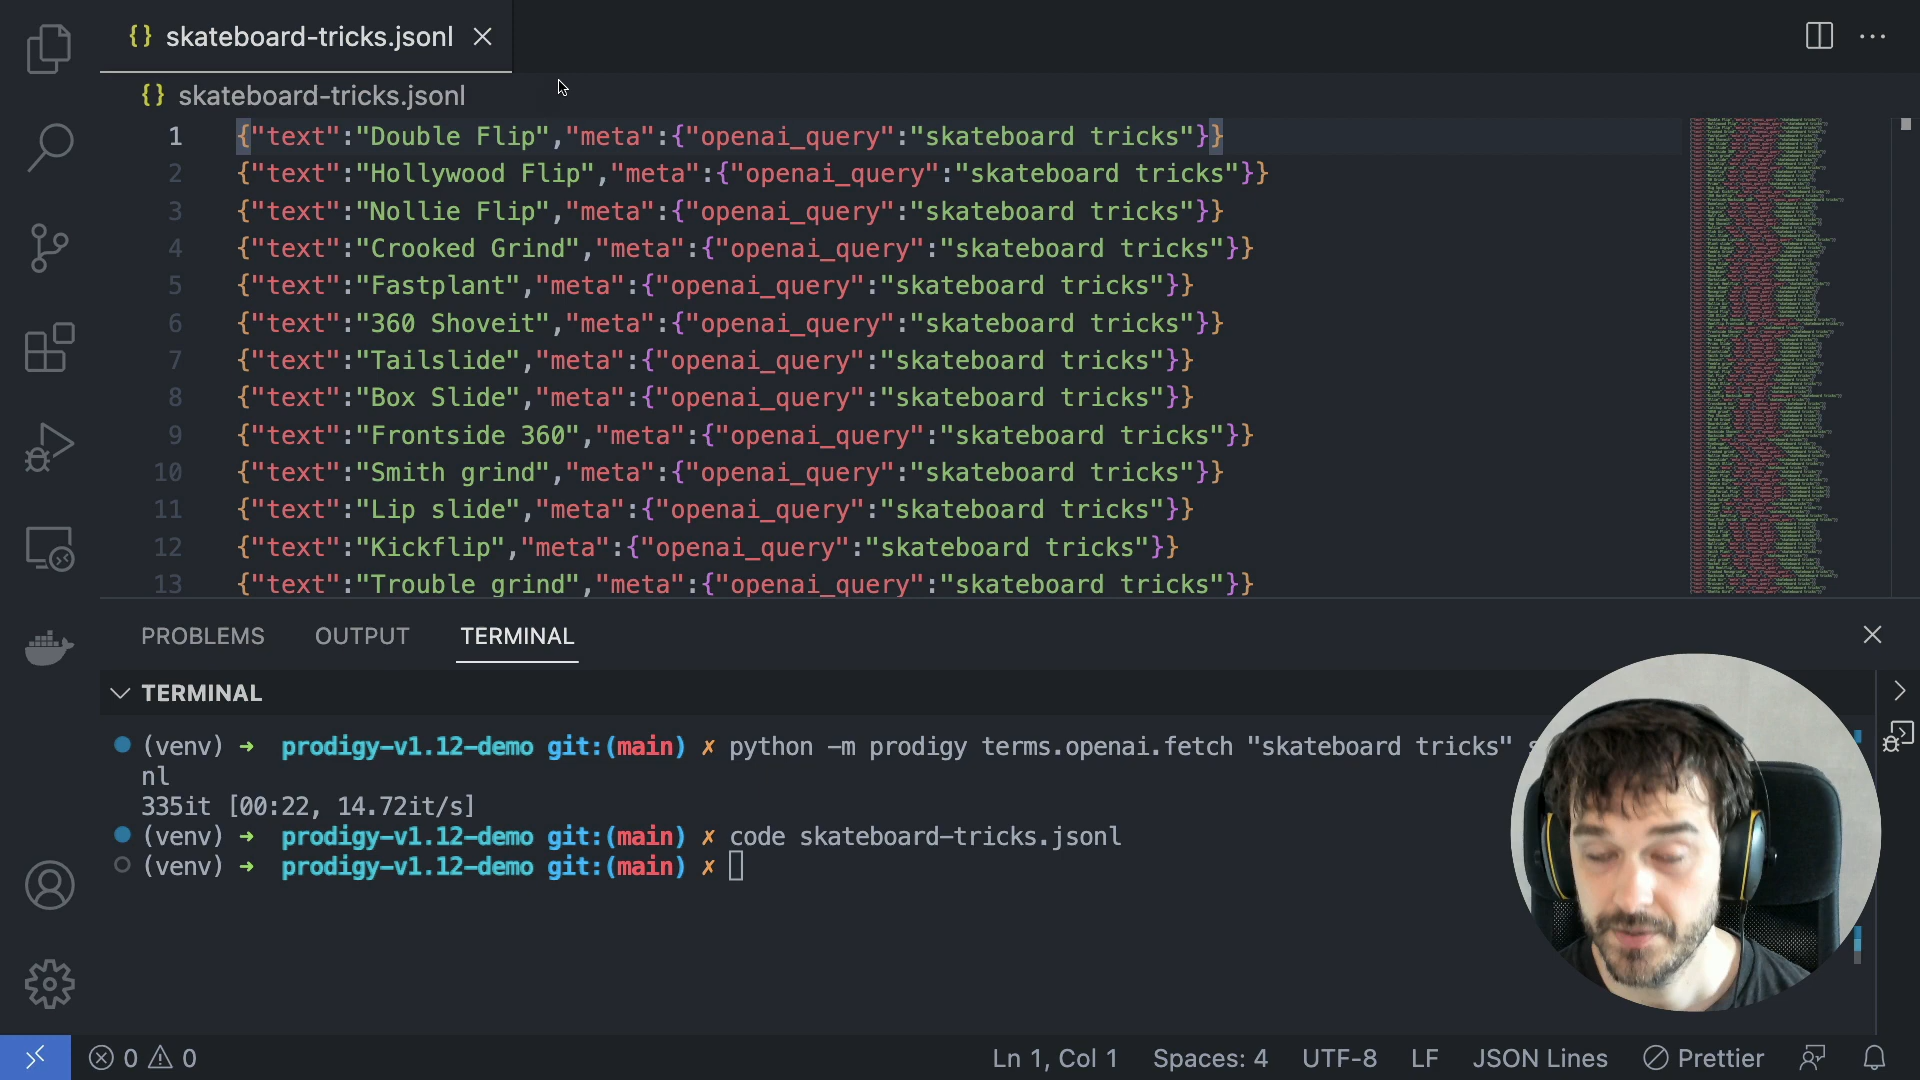 {} skateboard-tricks.jsonl
{} skateboard-tricks.jsonl
1 {"text":"Double Flip","meta":{"openai_query":"skateboard tricks"}}
2 {"text":"Hollywood Flip","meta":{"openai_query":"skateboard tricks"}}
3 {"text":"Nollie Flip","meta":{"openai_query":"skateboard tricks"}}
4 {"text":"Crooked Grind","meta":{"openai_query":"skateboard tricks"}}
5 {"text":"Fastplant","meta":{"openai_query":"skateboard tricks"}}
6 {"text":"360 Shoveit","meta":{"openai_query":"skateboard tricks"}}
7 {"text":"Tailslide","meta":{"openai_query":"skateboard tricks"}}
8 {"text":"Box Slide","meta":{"openai_query":"skateboard tricks"}}
9 {"text":"Frontside 360","meta":{"openai_query":"skateboard tricks"}}
10 {"text":"Smith grind","meta":{"openai_query":"skateboard tricks"}}
11 {"text":"Lip slide","meta":{"openai_query":"skateboard tricks"}}
12 {"text":"Kickflip","meta":{"openai_query":"skateboard tricks"}}
13 {"text":"Trouble grind","meta":{"openai_query":"skateboard tricks"}}
PROBLEMS OUTPUT TERMINAL
TERMINAL
(venv) → prodigy-v1.12-demo git:(main) ✗ python -m prodigy terms.openai.fetch "skateboard tricks"
nl
335it [00:22, 14.72it/s]
(venv) → prodigy-v1.12-demo git:(main) ✗ code skateboard-tricks.jsonl
(venv) → prodigy-v1.12-demo git:(main) ✗
0 0 Ln 1, Col 1 Spaces: 4 UTF-8 LF JSON Lines Prettier